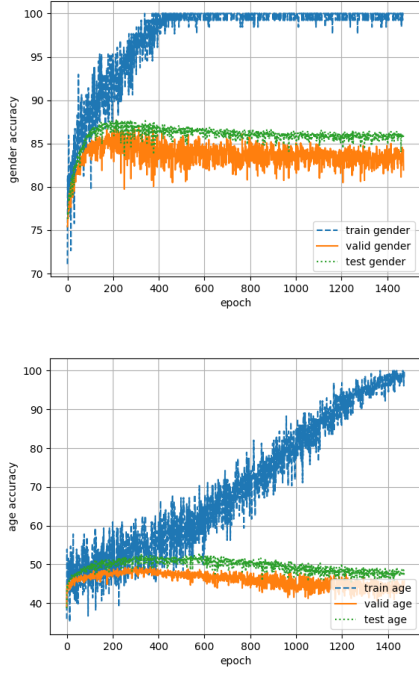 100
95
90
85
80
75
70
gender accuracy
train gender
valid gender
test gender
0 200 400 600 800 1000 1200 1400
epoch
100
90
80
70
60
50
40
age accuracy
train age
valid age
test age
0 200 400 600 800 1000 1200 1400
epoch